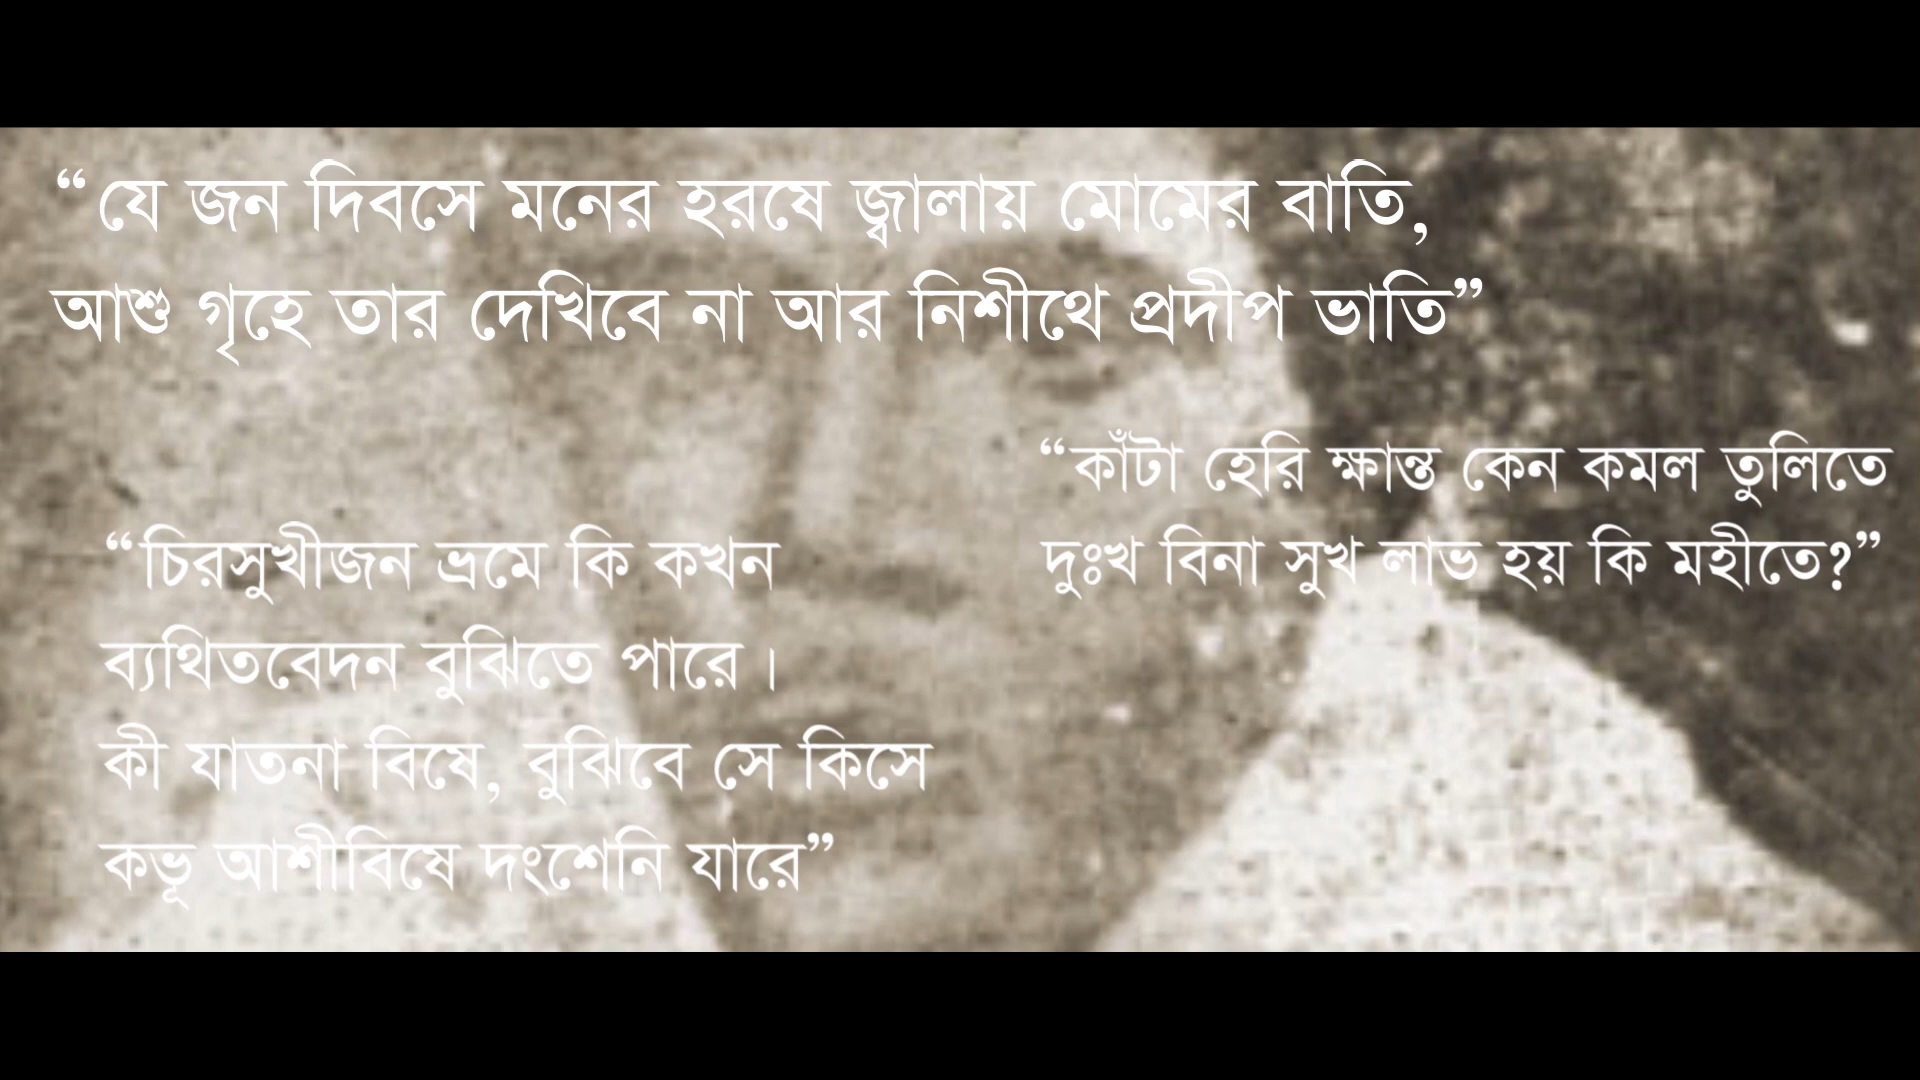 “যে জন দিবসে মনের হরষে জ্বালায় মোমের বাতি,
আশু গৃহে তার দেখিবে না আর নিশীথে প্রদীপ ভাতি”
“কাঁটা হেরি ক্ষান্ত কেন কমল তুলিতে
দুঃখ বিনা সুখ লাভ হয় কি মহীতে?”
“চিরসুখীজন ভ্রমে কি কখন
ব্যথিতবেদন বুঝিতে পারে।
কী যাতনা বিষে, বুঝিবে সে কিসে
কভূ আশীবিষে দংশেনি যারে”